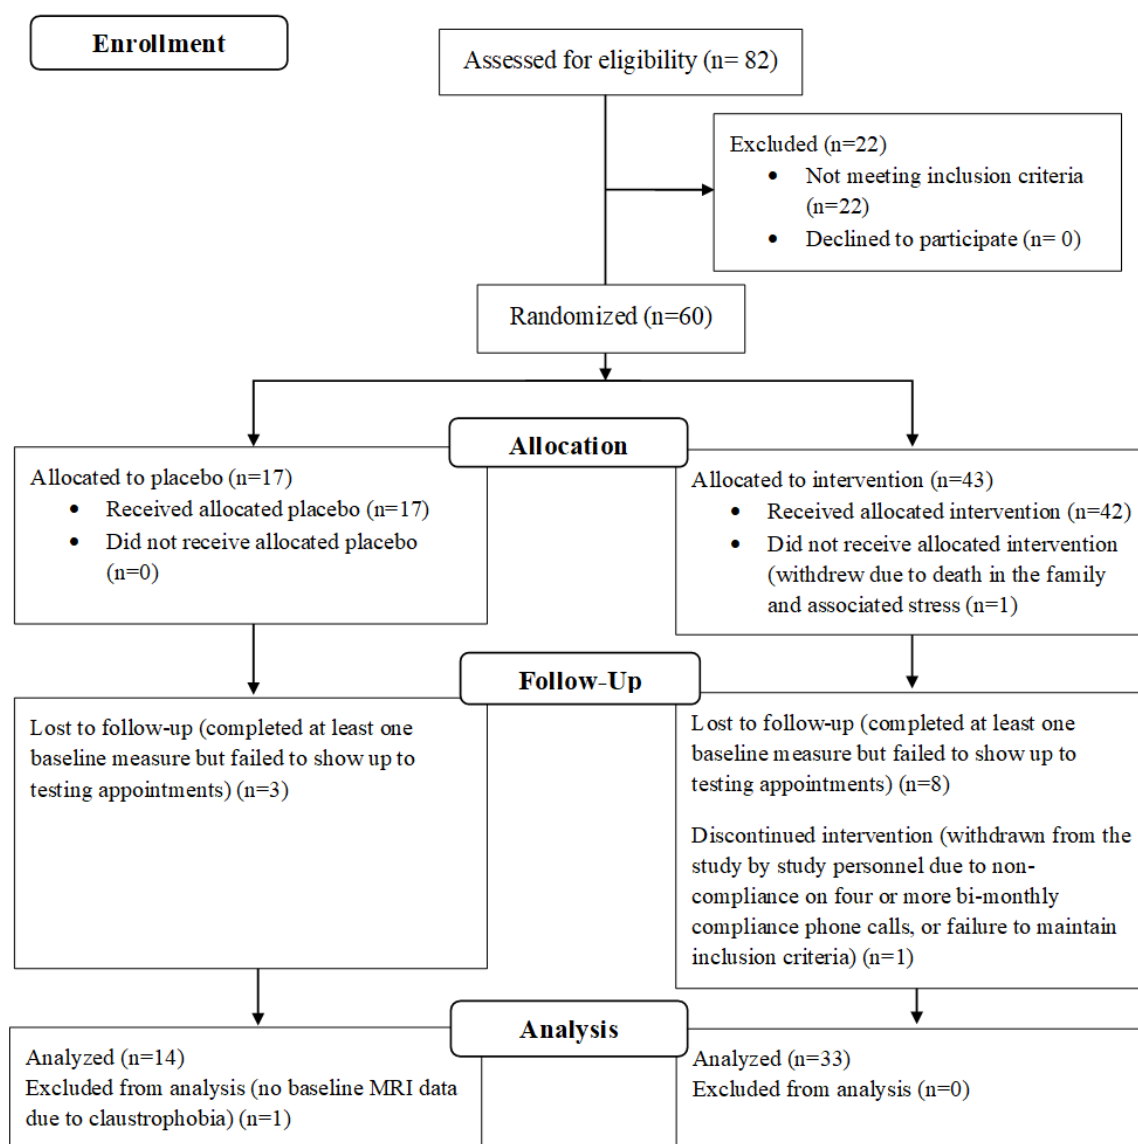 Enrollment
Assessed for eligibility (n= 82)
Excluded (n=22)
• Not meeting inclusion criteria
(n=22)
• Declined to participate (n= 0)
Randomized (n=60)
Allocation
Allocated to placebo (n=17)
• Received allocated placebo (n=17)
• Did not receive allocated placebo
(n=0)
Allocated to intervention (n=43)
• Received allocated intervention (n=42)
• Did not receive allocated intervention
(withdrew due to death in the family
and associated stress (n=1)
Follow-Up
Lost to follow-up (completed at least one
baseline measure but failed to show up to
testing appointments) (n=3)
Lost to follow-up (completed at least one
baseline measure but failed to show up to
testing appointments) (n=8)
Discontinued intervention (withdrawn from the
study by study personnel due to non-
compliance on four or more bi-monthly
compliance phone calls, or failure to maintain
inclusion criteria) (n=1)
Analysis
Analyzed (n=14)
Excluded from analysis (no baseline MRI data
due to claustrophobia) (n=1)
Analyzed (n=33)
Excluded from analysis (n=0)